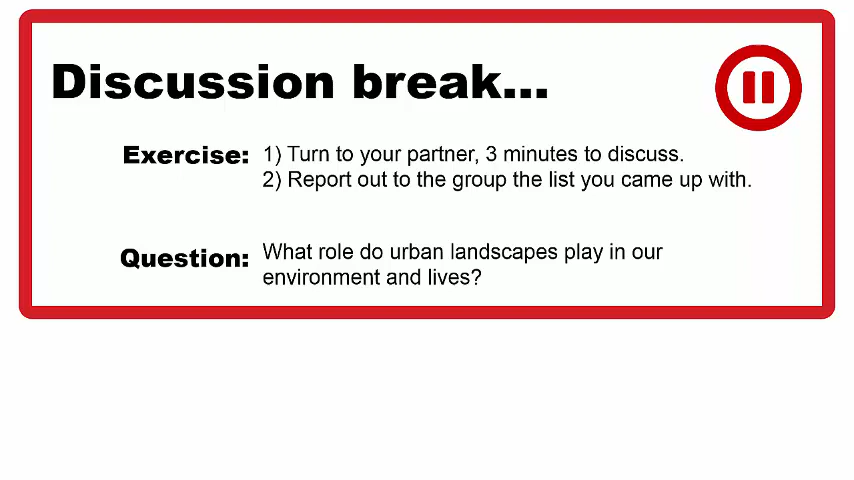 Discussion break...
Exercise: 1) Turn to your partner, 3 minutes to discuss.
2) Report out to the group the list you came up with.
Question: What role do urban landscapes play in our
environment and lives?